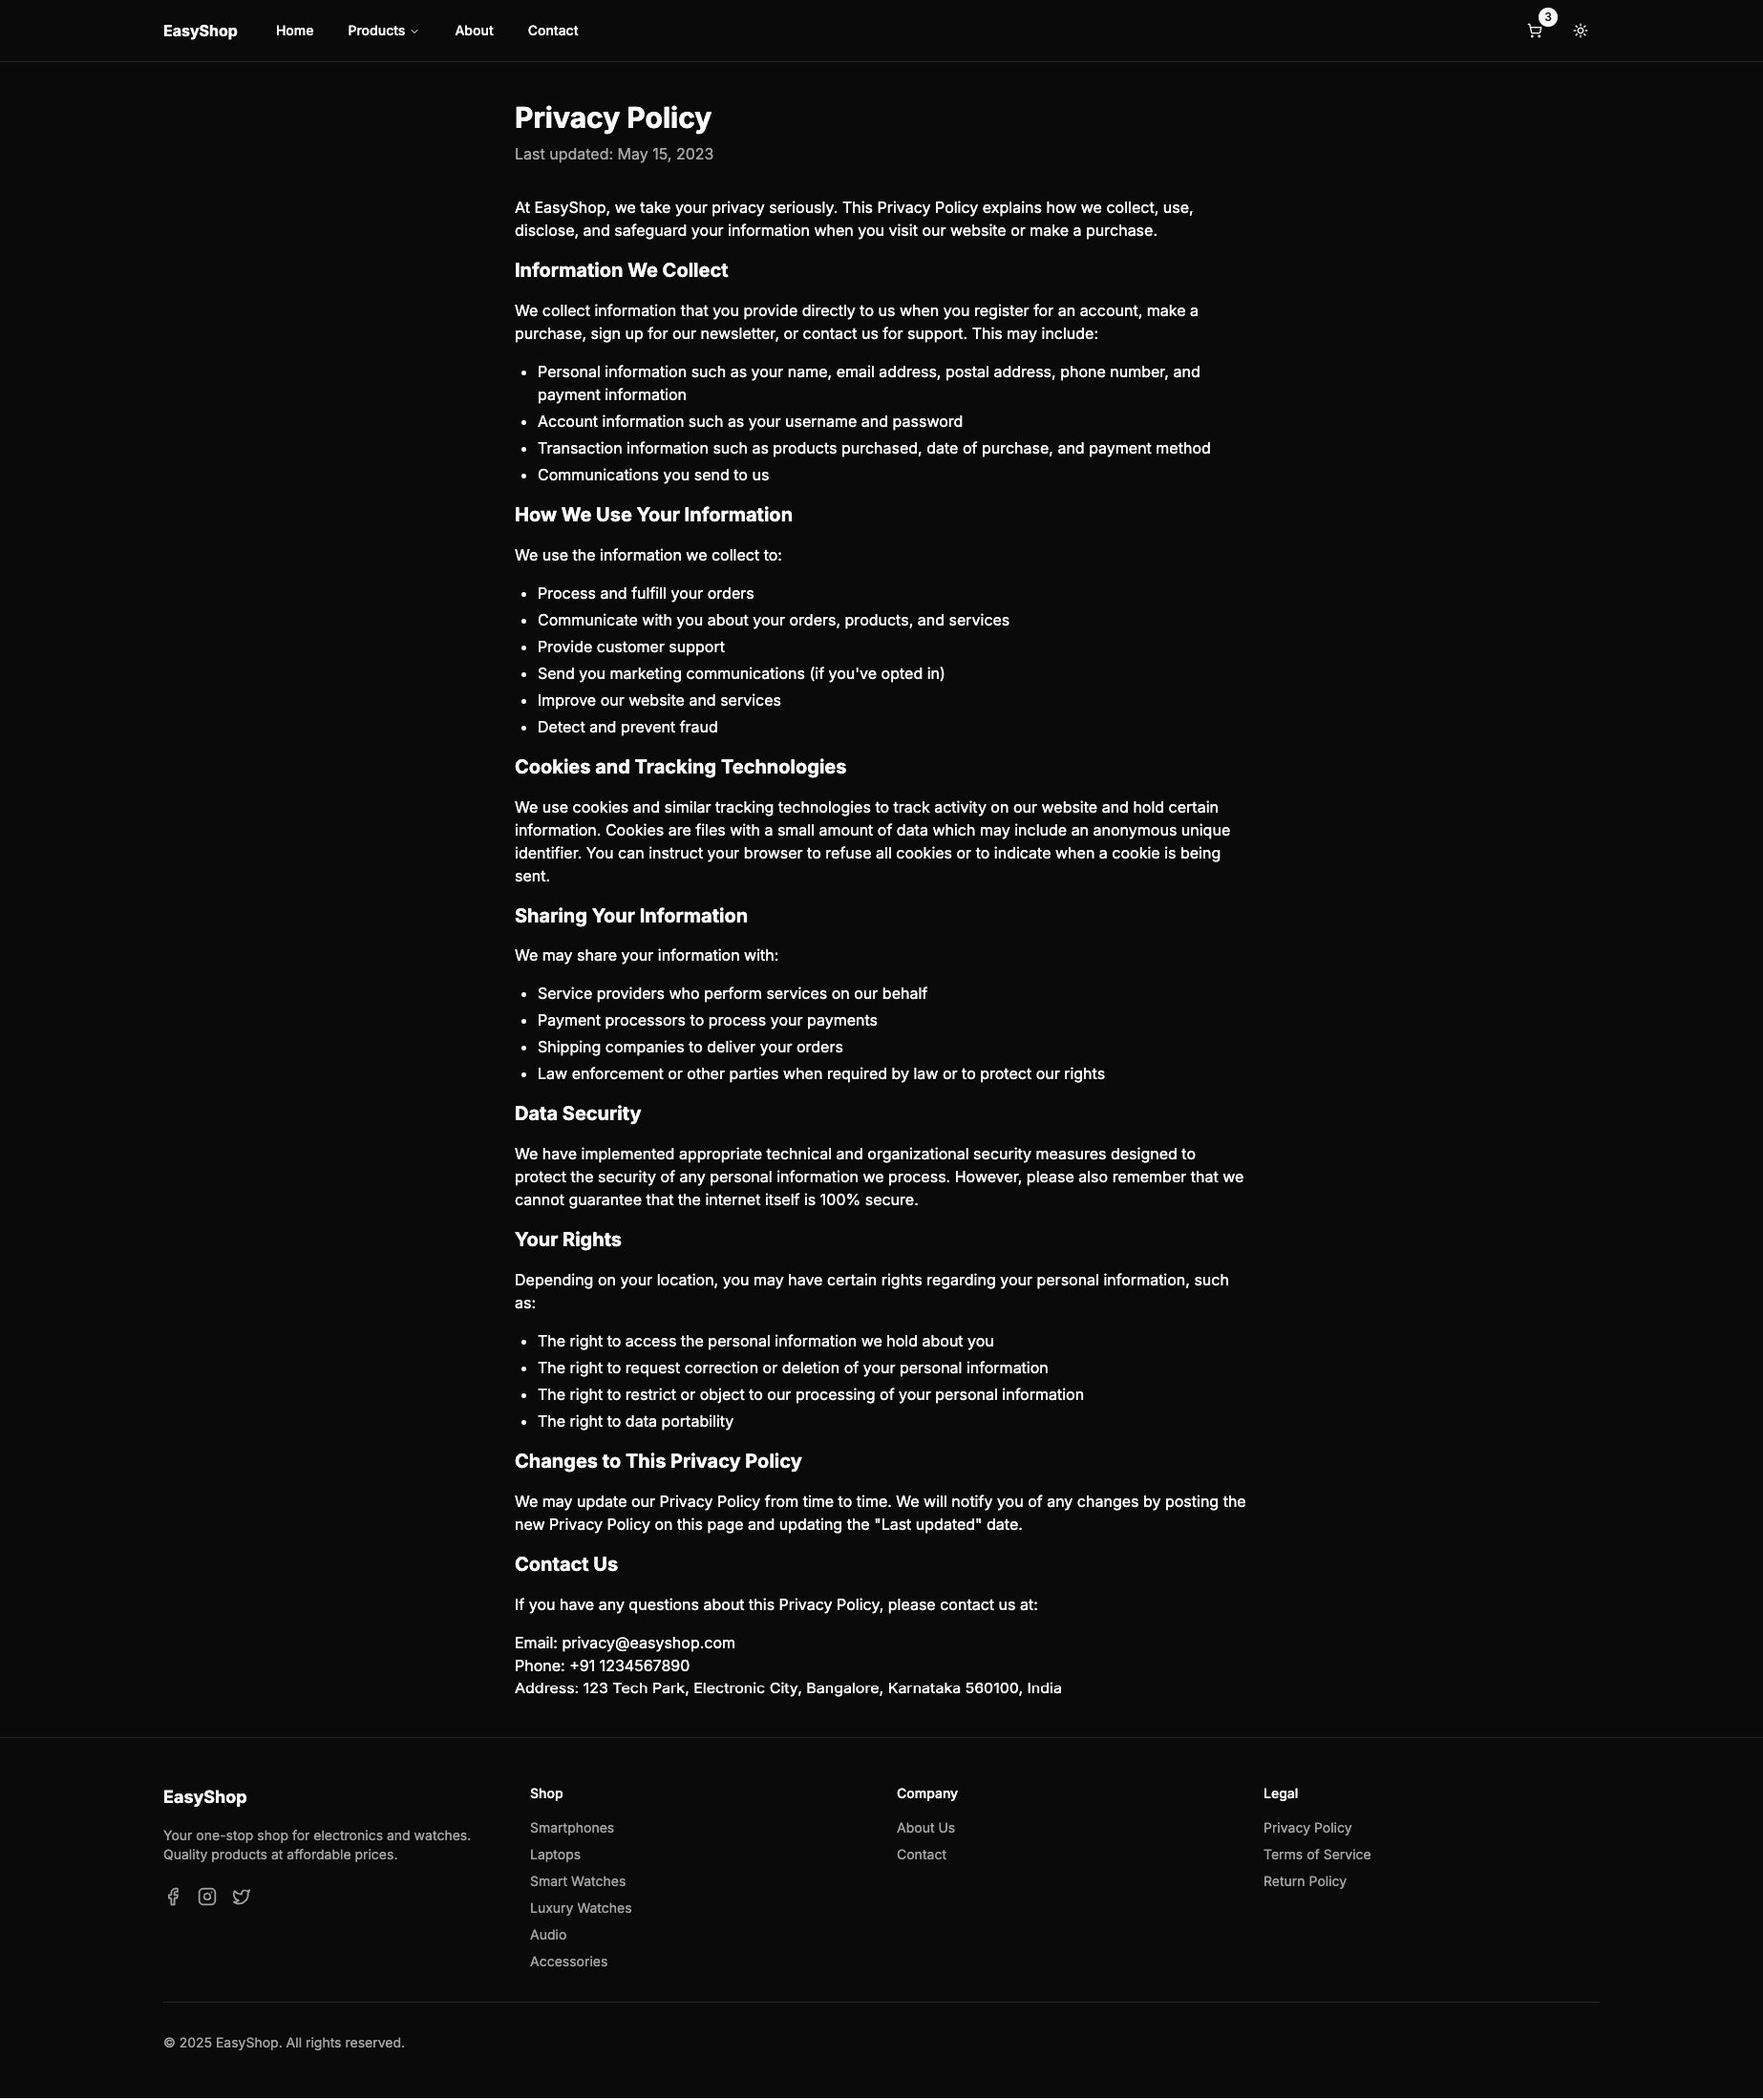 EasyShop
Home
Products
About
Contact
3
Privacy Policy
Last updated: May 15, 2023
At EasyShop, we take your privacy seriously. This Privacy Policy explains how we collect, use,
disclose, and safeguard your information when you visit our website or make a purchase.
Information We Collect
We collect information that you provide directly to us when you register for an account, make a
purchase, sign up for our newsletter, or contact us for support. This may include:
• Personal information such as your name, email address, postal address, phone number, and
payment information
• Account information such as your username and password
• Transaction information such as products purchased, date of purchase, and payment method
• Communications you send to us
How We Use Your Information
We use the information we collect to:
• Process and fulfill your orders
• Communicate with you about your orders, products, and services
• Provide customer support
• Send you marketing communications (if you've opted in)
• Improve our website and services
• Detect and prevent fraud
Cookies and Tracking Technologies
We use cookies and similar tracking technologies to track activity on our website and hold certain
information. Cookies are files with a small amount of data which may include an anonymous unique
identifier. You can instruct your browser to refuse all cookies or to indicate when a cookie is being
sent.
Sharing Your Information
We may share your information with:
• Service providers who perform services on our behalf
• Payment processors to process your payments
• Shipping companies to deliver your orders
• Law enforcement or other parties when required by law or to protect our rights
Data Security
We have implemented appropriate technical and organizational security measures designed to
protect the security of any personal information we process. However, please also remember that we
cannot guarantee that the internet itself is 100% secure.
Your Rights
Depending on your location, you may have certain rights regarding your personal information, such
as:
• The right to access the personal information we hold about you
• The right to request correction or deletion of your personal information
• The right to restrict or object to our processing of your personal information
• The right to data portability
Changes to This Privacy Policy
We may update our Privacy Policy from time to time. We will notify you of any changes by posting the
new Privacy Policy on this page and updating the "Last updated" date.
Contact Us
If you have any questions about this Privacy Policy, please contact us at:
Email: privacy@easyshop.com
Phone: +91 1234567890
Address: 123 Tech Park, Electronic City, Bangalore, Karnataka 560100, India
EasyShop
Your one-stop shop for electronics and watches.
Quality products at affordable prices.
Shop
Smartphones
Laptops
Smart Watches
Luxury Watches
Audio
Accessories
Company
About Us
Contact
Legal
Privacy Policy
Terms of Service
Return Policy
© 2025 EasyShop. All rights reserved.